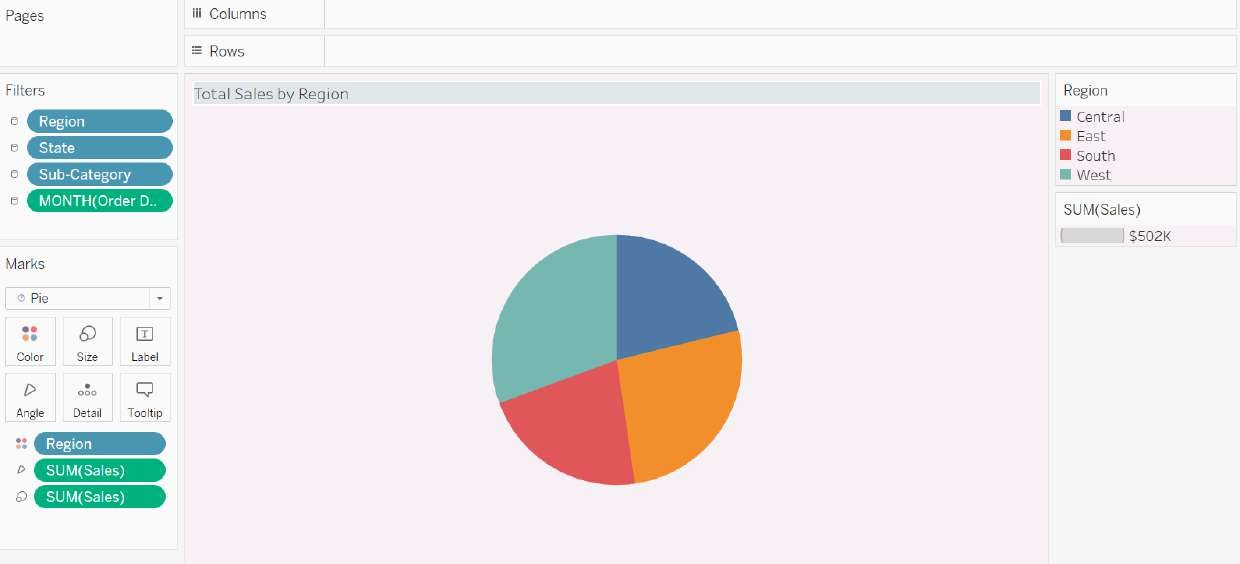 Pages
Columns
Rows
Filters
Region
State
Sub-Category
MONTH(Order D..
Marks
Pie
Color
Size
Label
Angle
Detail
Tooltip
Region
SUM(Sales)
SUM(Sales)
Total Sales by Region
Region
Central
East
South
West
SUM(Sales)
$502K